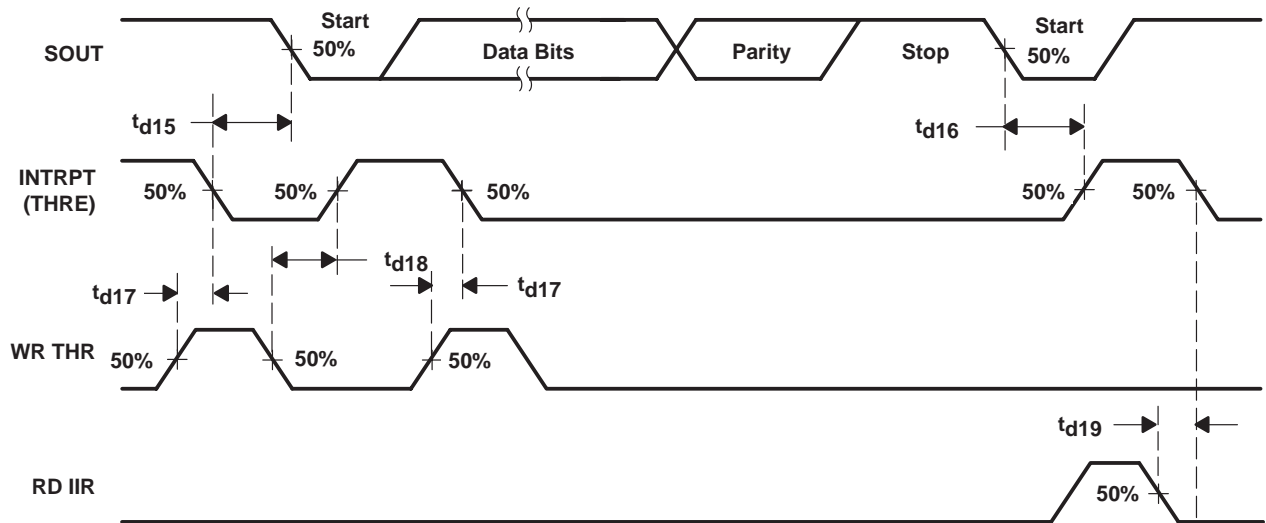 Start
Start
SOUT
50%
Data Bits
Parity
Stop
50%
td15
td16
INTRPT
(THRE)
50%
50%
50%
50%
50%
td18
td17
td17
WR THR
50%
50%
50%
td19
RD IIR
50%